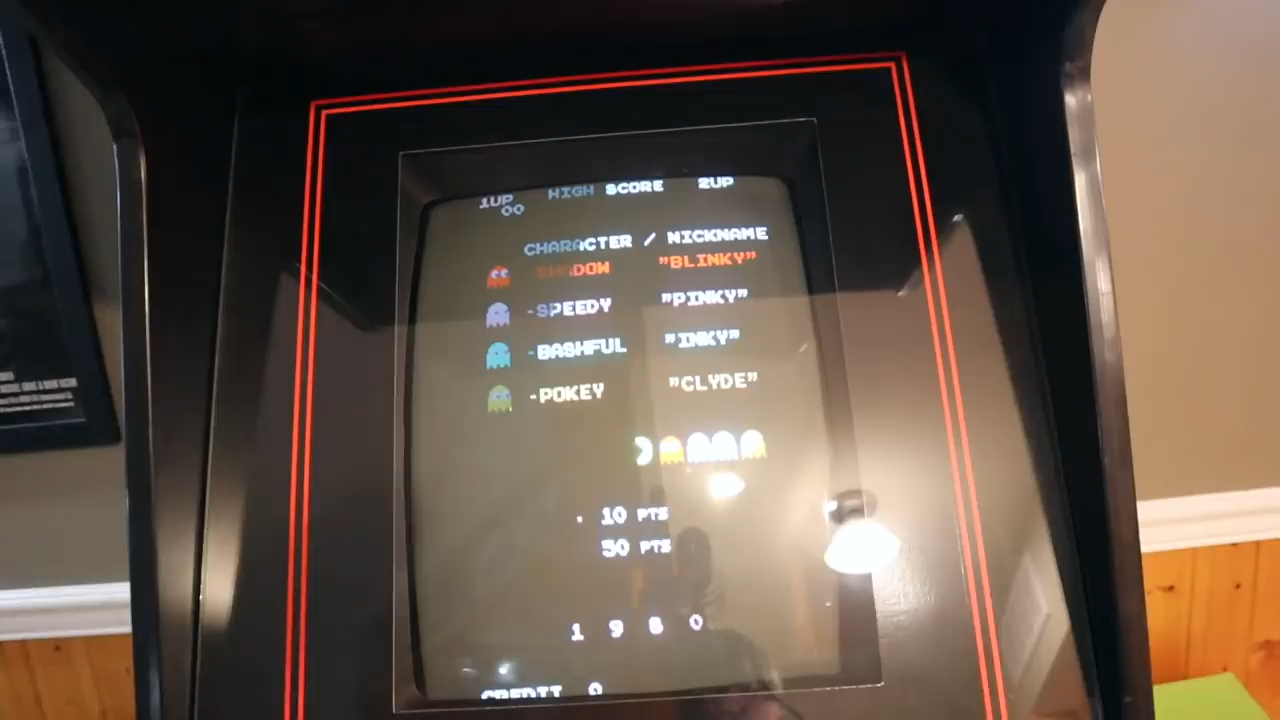 1UP HIGH SCORE 2UP
00
CHARACTER / NICKNAME
SHADOW "BLINKY"
-SPEEDY "PINKY"
-BASHFUL "INKY"
-POKEY "CLYDE"
10 PTS
50 PTS
1 9 8 0
CREDIT 0